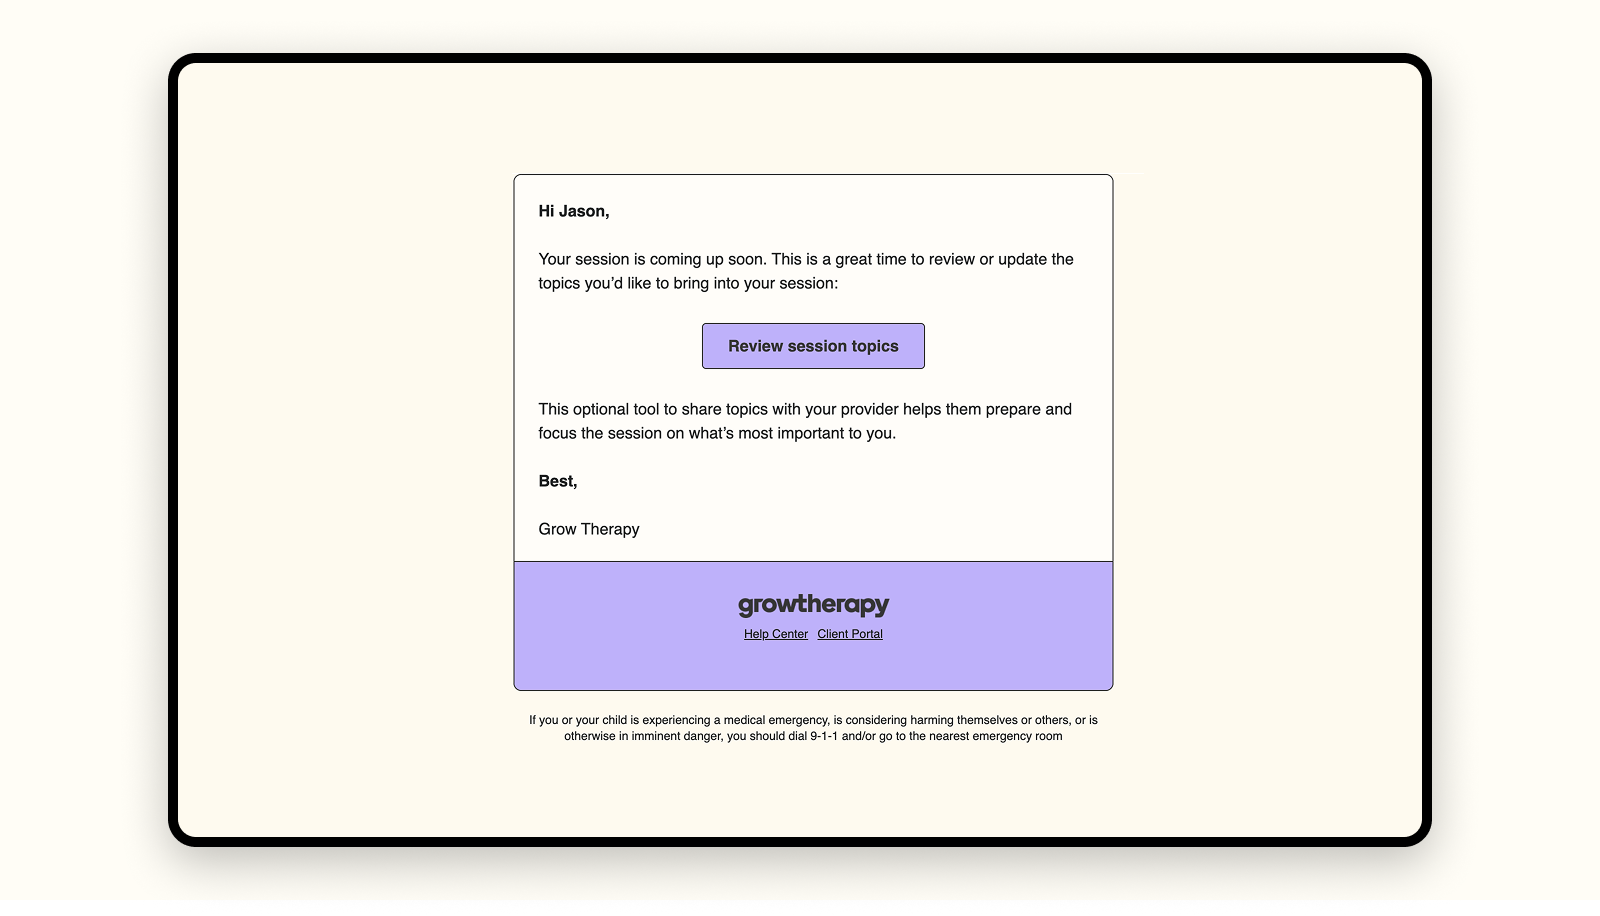 Hi Jason,
Your session is coming up soon. This is a great time to review or update the
topics you’d like to bring into your session:
Review session topics
This optional tool to share topics with your provider helps them prepare and
focus the session on what’s most important to you.
Best,
Grow Therapy
growtherapy
Help Center Client Portal
If you or your child is experiencing a medical emergency, is considering harming themselves or others, or is
otherwise in imminent danger, you should dial 9-1-1 and/or go to the nearest emergency room